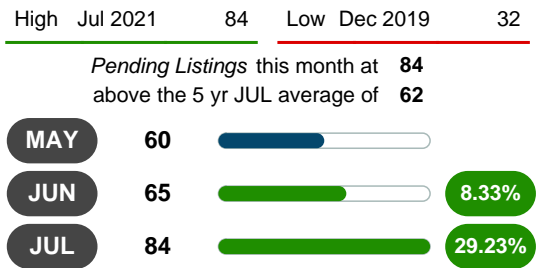 High Jul 2021 84 Low Dec 2019 32
Pending Listings this month at 84
above the 5 yr JUL average of 62
MAY 60
JUN 65 8.33%
JUL 84 29.23%